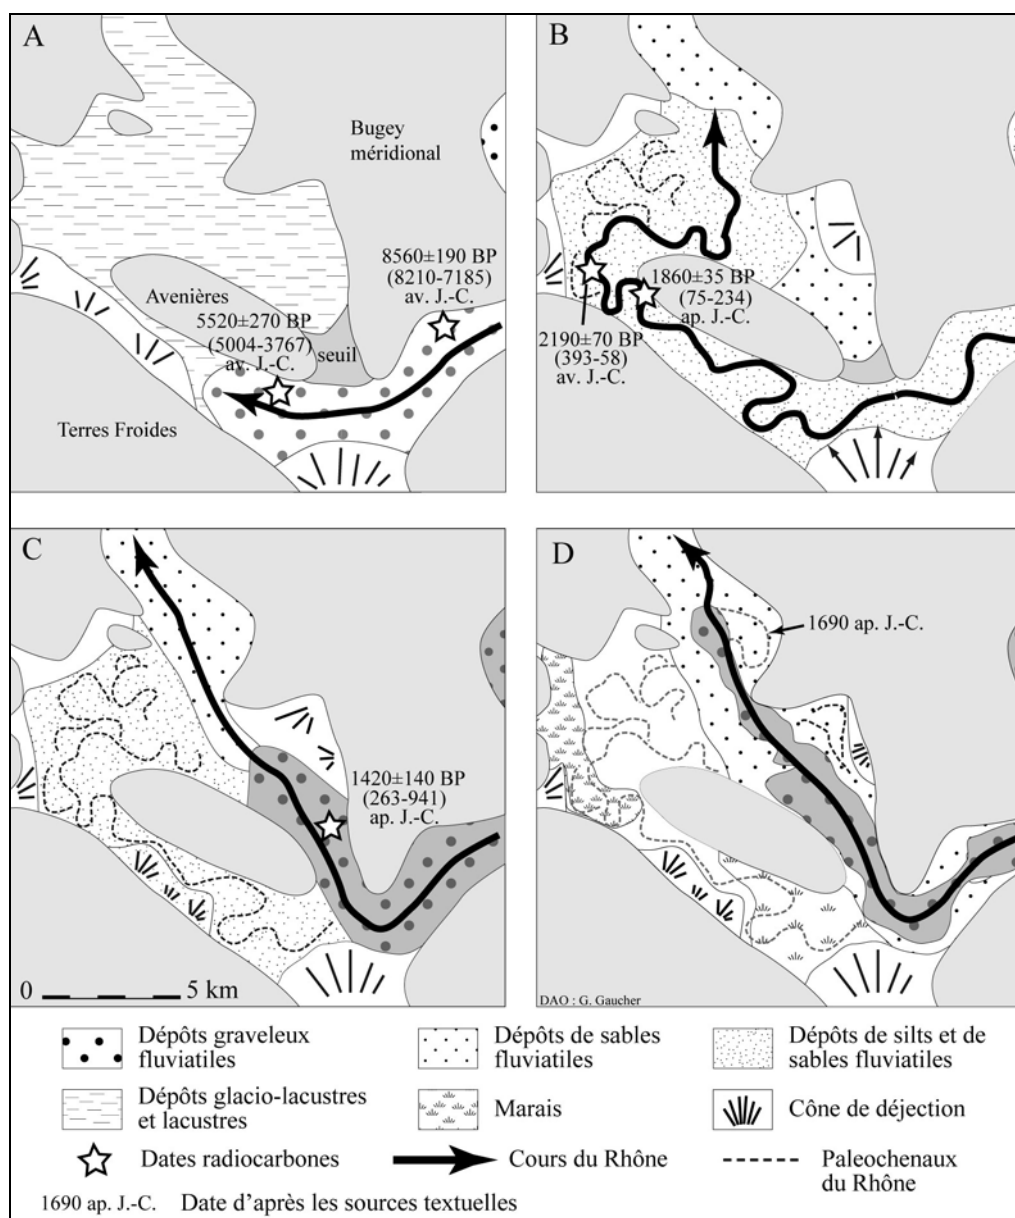 A
Bugey
méridional
8560±190 BP
(8210-7185)
av. J.-C.
Avenières
5520±270 BP
(5004-3767)
av. J.-C.
seuil
Terres Froides
B
1860±35 BP
(75-234)
ap. J.-C.
2190±70 BP
(393-58)
av. J.-C.
C
1420±140 BP
(263-941)
ap. J.-C.
0 5 km
D
1690 ap. J.-C.
DAO : G. Gaucher
Dépôts graveleux
fluviatiles
Dépôts de sables
fluviatiles
Dépôts de silts et de
sables fluviatiles
Dépôts glacio-lacustres
et lacustres
Marais
Cône de déjection
Dates radiocarbones
Cours du Rhône
Paleochenaux
du Rhône
1690 ap. J.-C. Date d'après les sources textuelles